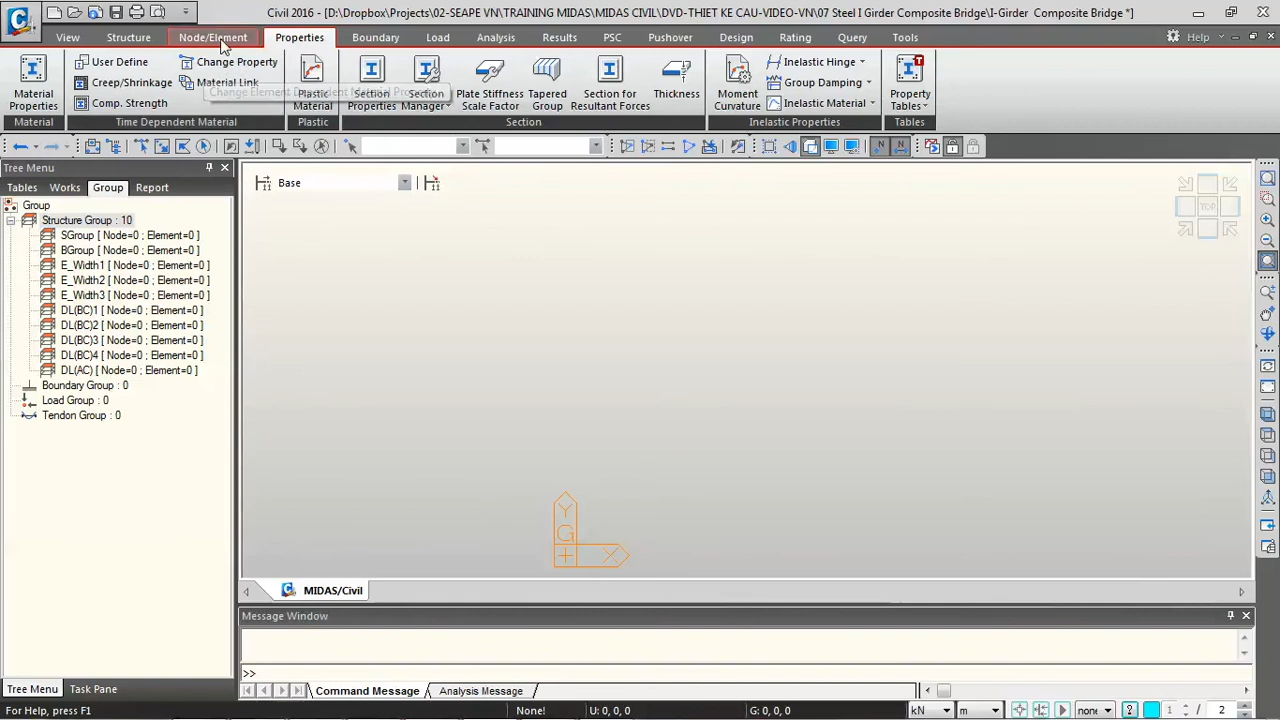 Civil 2016 - [D:\Dropbox\Projects\02-SEAPE VN\TRAINING MIDAS\MIDAS CIVIL\DVD-THIET KE CAU-VIDEO-VN\07 Steel I Girder Composite Bridge\I-Girder Composite Bridge *]
View Structure Node/Element Properties Boundary Load Analysis Results PSC Pushover Design Rating Query Tools Help
Material Properties
User Define
Creep/Shrinkage
Comp. Strength
Change Property
Material Link
Change Element Dependent Material Pro
Plastic Material
Section Properties
Section Manager
Plate Stiffness Scale Factor
Tapered Group
Section for Resultant Forces
Thickness
Moment Curvature
Inelastic Hinge
Group Damping
Inelastic Material
Property Tables
Material Time Dependent Material Plastic Section Inelastic Properties Tables
Tree Menu
Tables Works Group Report
Base
TOP
Group
Structure Group : 10
SGroup [ Node=0 ; Element=0 ]
BGroup [ Node=0 ; Element=0 ]
E_Width1 [ Node=0 ; Element=0 ]
E_Width2 [ Node=0 ; Element=0 ]
E_Width3 [ Node=0 ; Element=0 ]
DL(BC)1 [ Node=0 ; Element=0 ]
DL(BC)2 [ Node=0 ; Element=0 ]
DL(BC)3 [ Node=0 ; Element=0 ]
DL(BC)4 [ Node=0 ; Element=0 ]
DL(AC) [ Node=0 ; Element=0 ]
Boundary Group : 0
Load Group : 0
Tendon Group : 0
Y
G
X
MIDAS/Civil
Message Window
>>
Command Message Analysis Message
Tree Menu Task Pane
For Help, press F1 None! U: 0, 0, 0 G: 0, 0, 0 kN m none 1 / 2